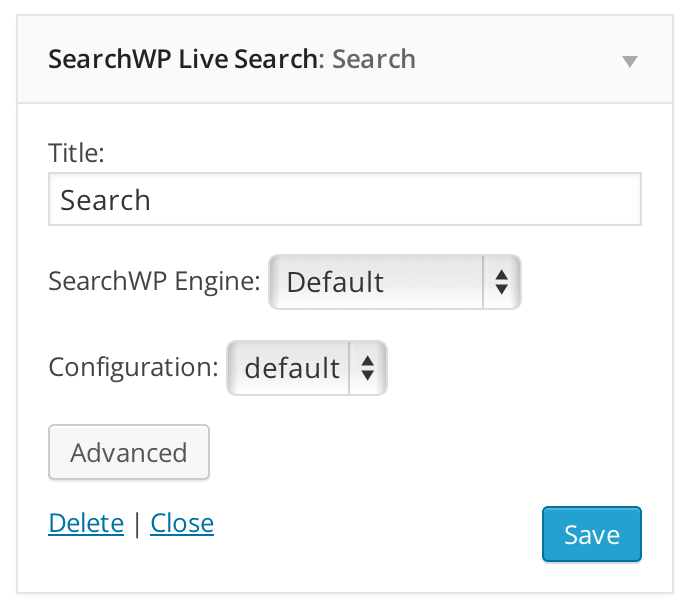 SearchWP Live Search: Search
Title:
Search
SearchWP Engine: Default
Configuration: default
Advanced
Delete | Close
Save